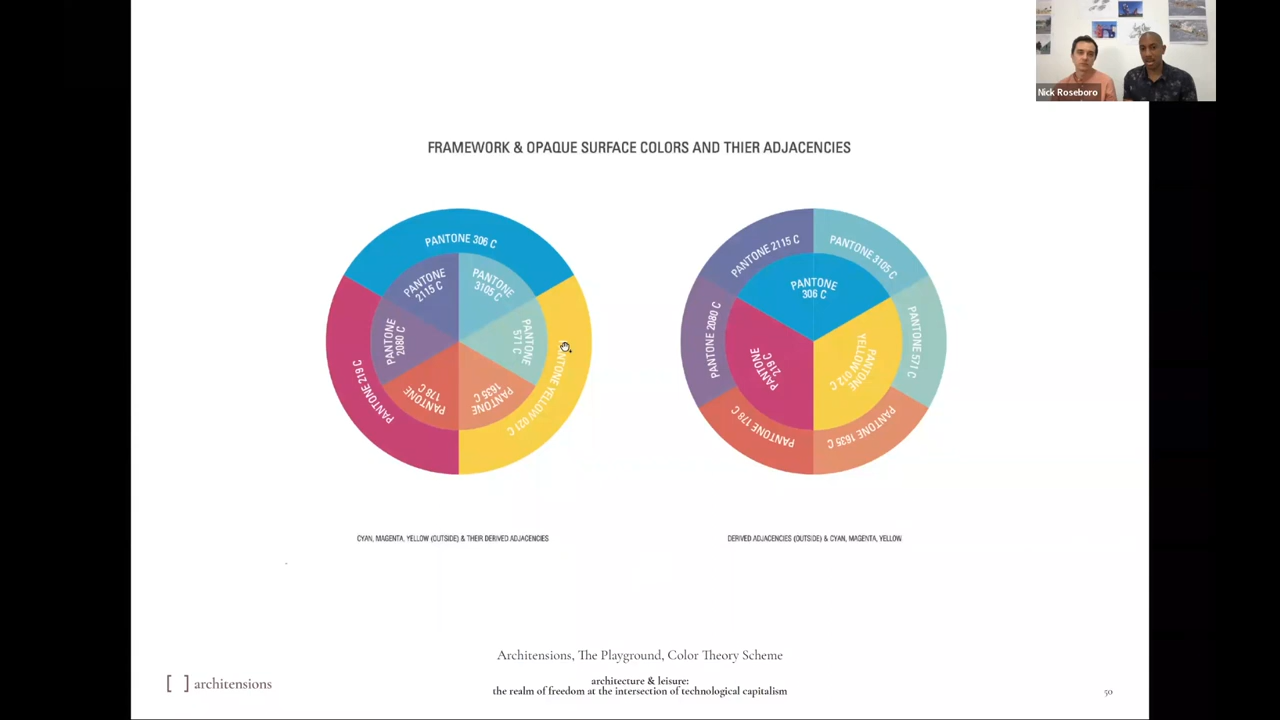 Nick Roseboro
FRAMEWORK & OPAQUE SURFACE COLORS AND THIER ADJACENCIES
PANTONE 306 C
PANTONE
2115 C
PANTONE
3105 C
PANTONE
2080 C
PANTONE
571 C
PANTONE
178 C
PANTONE
1635 C
PANTONE 219 C
PANTONE YELLOW 021 C
PANTONE 2115 C
PANTONE 3105 C
PANTONE
306 C
PANTONE 2080 C
PANTONE 571 C
PANTONE
219 C
PANTONE
YELLOW 012 C
PANTONE 178 C
PANTONE 1635 C
CYAN, MAGENTA, YELLOW (OUTSIDE) & THEIR DERIVED ADJACENCIES
DERIVED ADJACENCIES (OUTSIDE) & CYAN, MAGENTA, YELLOW
Architensions, The Playground, Color Theory Scheme
[ ] architensions
architecture & leisure:
the realm of freedom at the intersection of technological capitalism
50